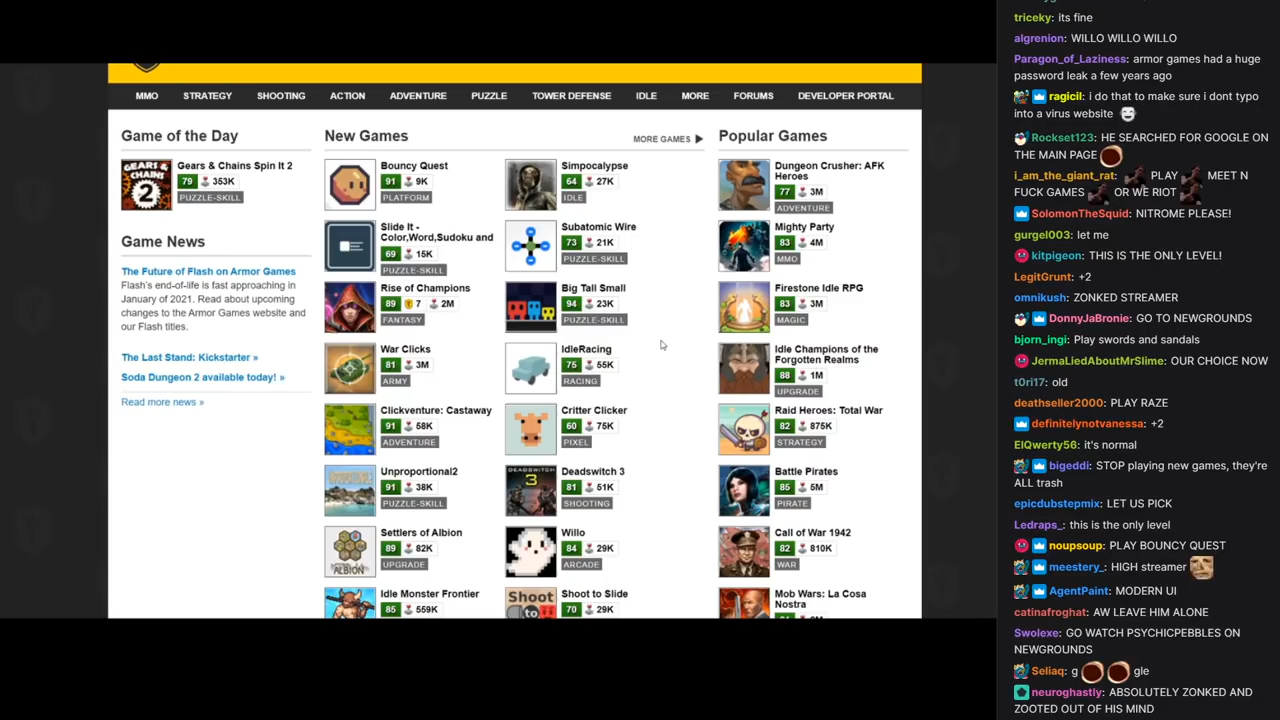 MMO STRATEGY SHOOTING ACTION ADVENTURE PUZZLE TOWER DEFENSE IDLE MORE FORUMS DEVELOPER PORTAL
Game of the Day
Gears & Chains Spin It 2
79 353K
PUZZLE-SKILL
Game News
The Future of Flash on Armor Games
Flash's end-of-life is fast approaching in
January of 2021. Read about upcoming
changes to the Armor Games website and
our Flash titles.
The Last Stand: Kickstarter »
Soda Dungeon 2 available today! »
Read more news »
New Games
MORE GAMES
Bouncy Quest
91 9K
PLATFORM
Simpocalypse
64 27K
IDLE
Slide It -
Color,Word,Sudoku and
69 15K
PUZZLE-SKILL
Subatomic Wire
73 21K
PUZZLE-SKILL
Rise of Champions
89 7 2M
FANTASY
Big Tall Small
94 23K
PUZZLE-SKILL
War Clicks
81 3M
ARMY
IdleRacing
75 55K
RACING
Clickventure: Castaway
91 58K
ADVENTURE
Critter Clicker
60 75K
PIXEL
Unproportional2
91 38K
PUZZLE-SKILL
DEADSWITCH
3
Deadswitch 3
81 51K
SHOOTING
ALBION
Settlers of Albion
89 82K
UPGRADE
Willo
84 29K
ARCADE
Idle Monster Frontier
85 559K
Shoot
to
Shoot to Slide
70 29K
Popular Games
Dungeon Crusher: AFK
Heroes
77 3M
ADVENTURE
Mighty Party
83 4M
MMO
Firestone Idle RPG
83 3M
MAGIC
Idle Champions of the
Forgotten Realms
88 1M
UPGRADE
Raid Heroes: Total War
82 875K
STRATEGY
Battle Pirates
85 5M
PIRATE
Call of War 1942
82 810K
WAR
Mob Wars: La Cosa
Nostra
triceky: its fine
algrenion: WILLO WILLO WILLO
Paragon_of_Laziness: armor games had a huge
password leak a few years ago
ragicil: i do that to make sure i dont typo
into a virus website
Rockset123: HE SEARCHED FOR GOOGLE ON
THE MAIN PAGE
i_am_the_giant_rat: PLAY MEET N
FUCK GAMES OR WE RIOT
SolomonTheSquid: NITROME PLEASE!
gurgel003: let me
kitpigeon: THIS IS THE ONLY LEVEL!
LegitGrunt: +2
omnikush: ZONKED STREAMER
DonnyJaBronie: GO TO NEWGROUNDS
bjorn_ingi: Play swords and sandals
JermaLiedAboutMrSlime: OUR CHOICE NOW
t0ri17: old
deathseller2000: PLAY RAZE
definitelynotvanessa: +2
ElQwerty56: it's normal
bigeddi: STOP playing new games, they're
ALL trash
epicdubstepmix: LET US PICK
Ledraps_: this is the only level
noupsoup: PLAY BOUNCY QUEST
meestery_: HIGH streamer
AgentPaint: MODERN UI
catinafroghat: AW LEAVE HIM ALONE
Swolexe: GO WATCH PSYCHICPEBBLES ON
NEWGROUNDS
Seliaq: g gle
neuroghastly: ABSOLUTELY ZONKED AND
ZOOTED OUT OF HIS MIND